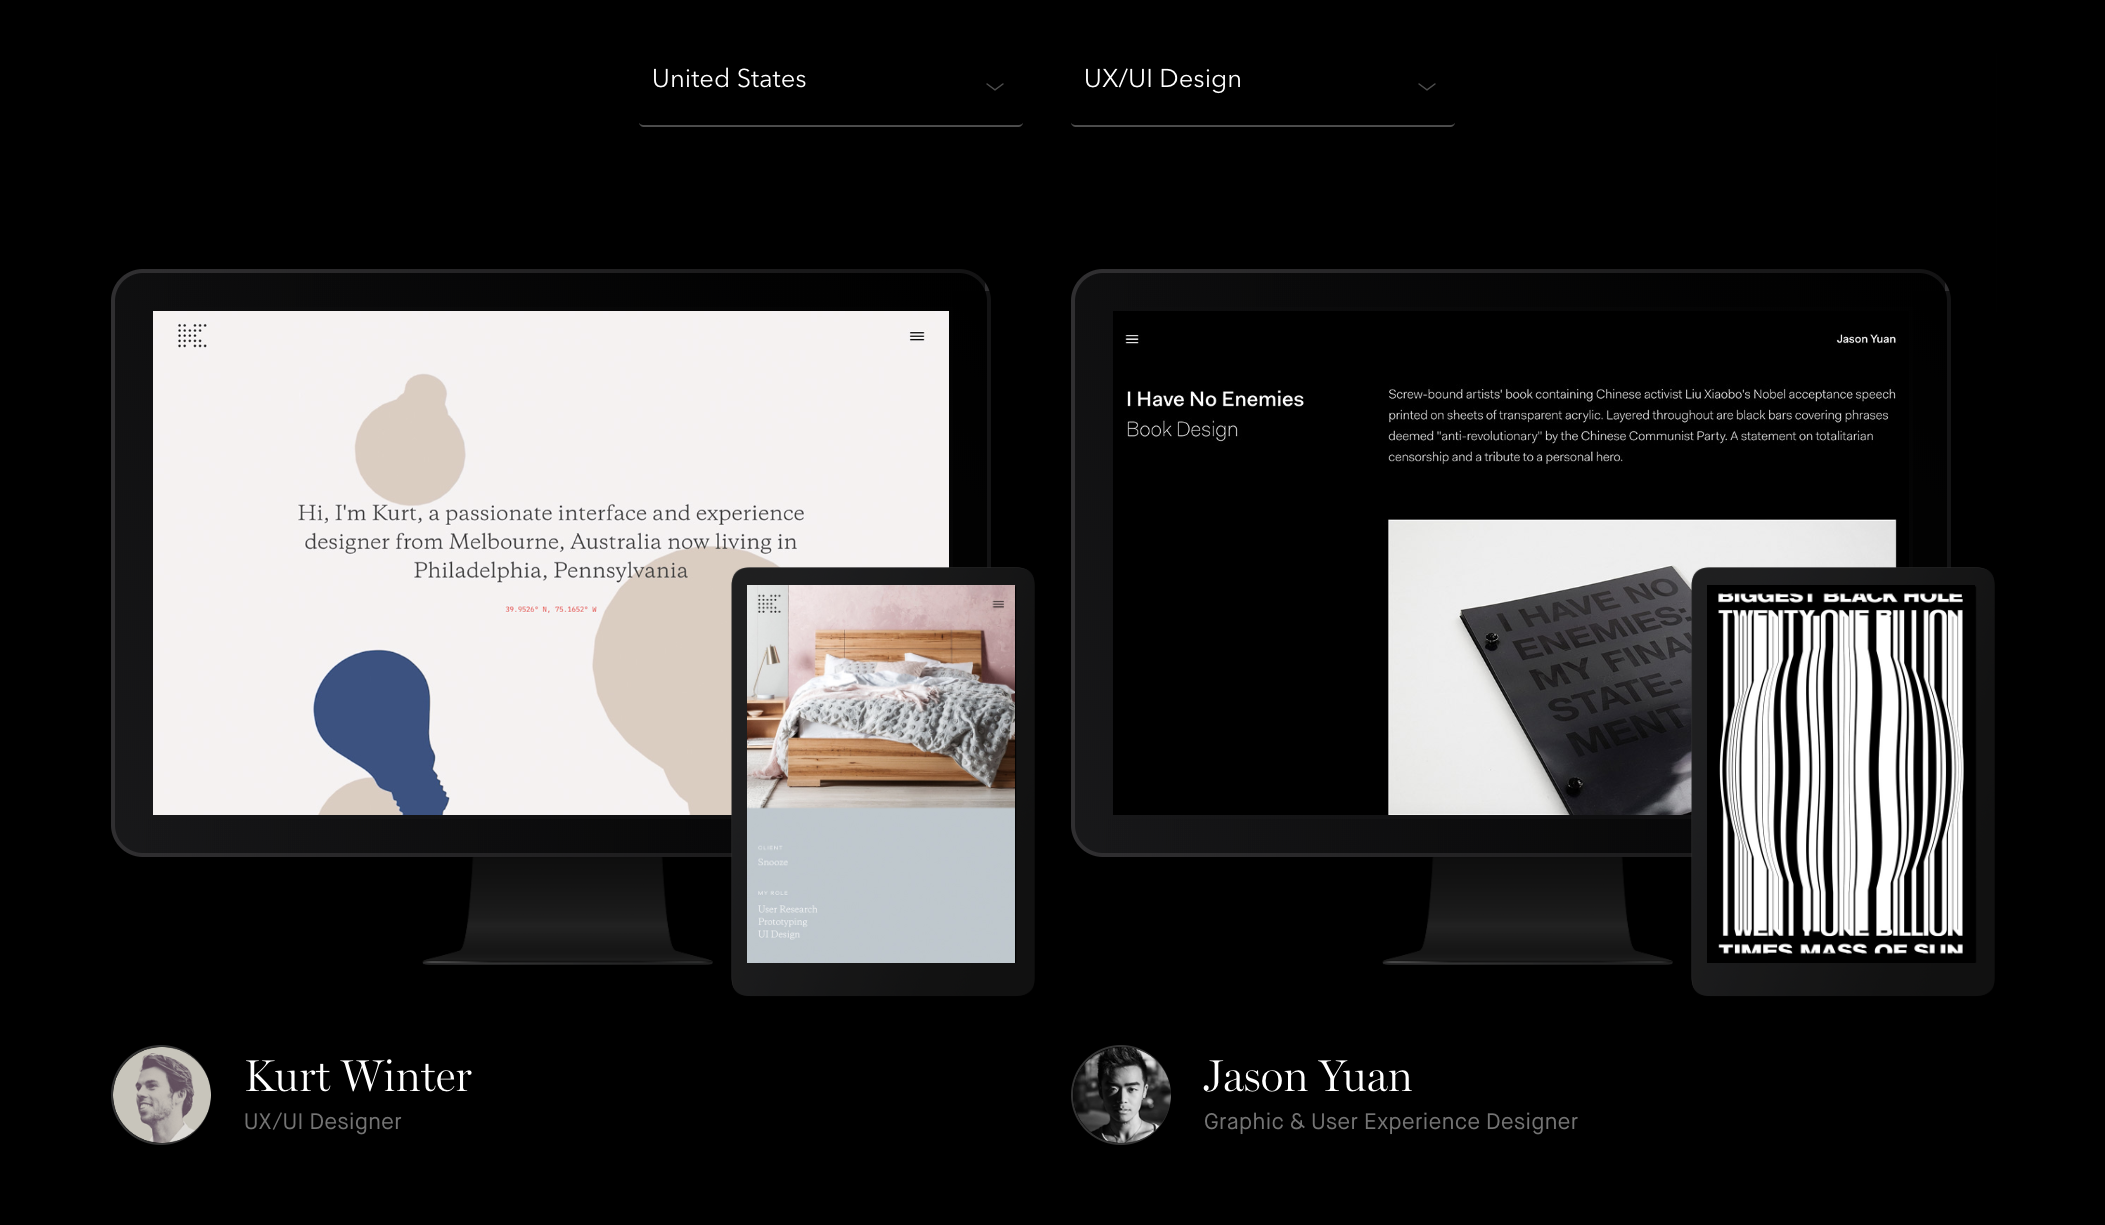 United States
UX/UI Design
Hi, I'm Kurt, a passionate interface and experience
designer from Melbourne, Australia now living in
Philadelphia, Pennsylvania
39.9526° N, 75.1652° W
CLIENT
Snooze
MY ROLE
User Research
Prototyping
UI Design
Jason Yuan
I Have No Enemies
Book Design
Screw-bound artists' book containing Chinese activist Liu Xiaobo's Nobel acceptance speech
printed on sheets of transparent acrylic. Layered throughout are black bars covering phrases
deemed "anti-revolutionary" by the Chinese Communist Party. A statement on totalitarian
censorship and a tribute to a personal hero.
I HAVE NO
ENEMIES:
MY FINAL
STATE-
MENT
BIGGEST BLACK HOLE
TWENTY-ONE BILLION
TWENTY-ONE BILLION
TIMES MASS OF SUN
Kurt Winter
UX/UI Designer
Jason Yuan
Graphic & User Experience Designer